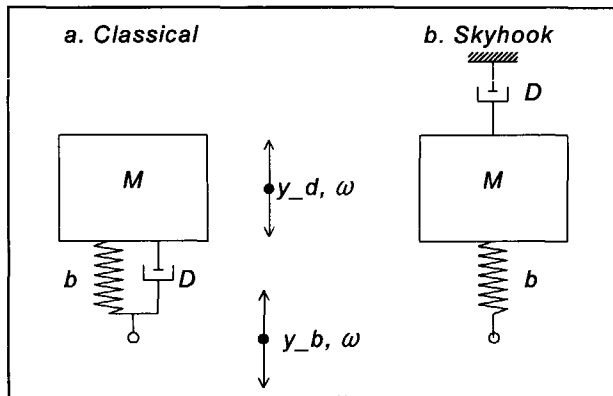 a. Classical
b. Skyhook
D
M
y_d, ω
M
b
D
b
y_b, ω